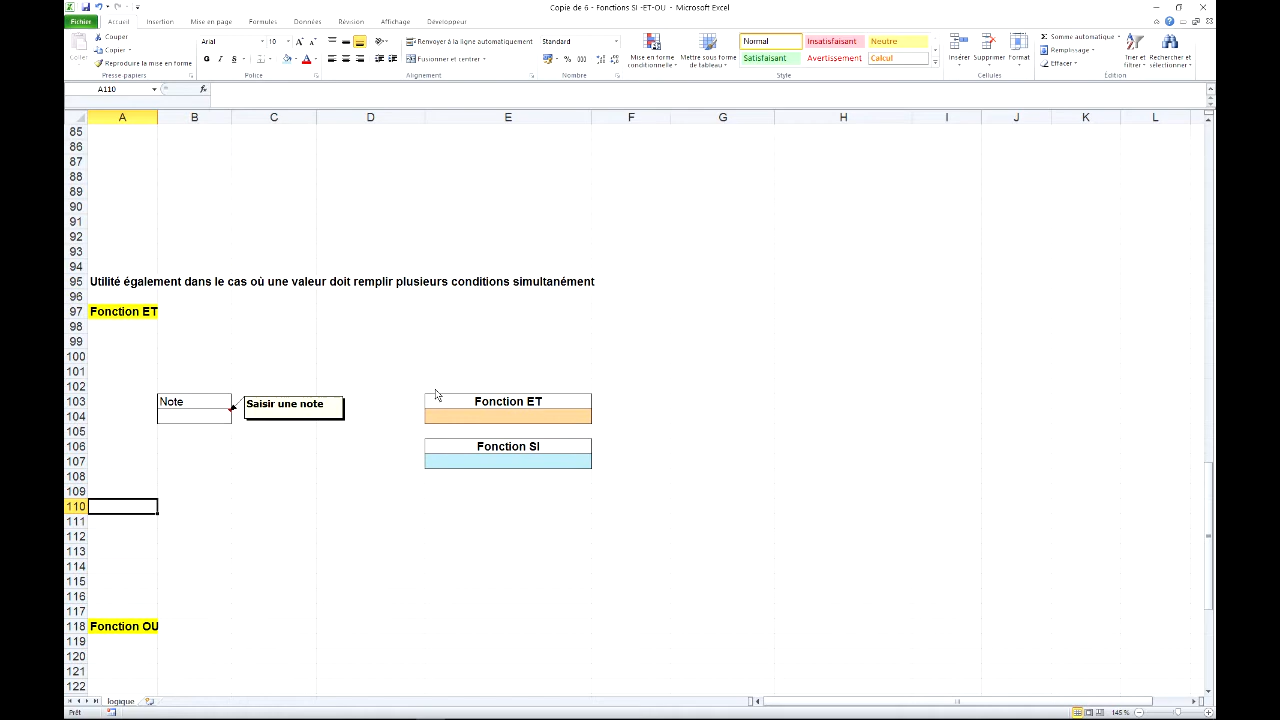 Copie de 6 - Fonctions SI -ET-OU - Microsoft Excel
Fichier Accueil Insertion Mise en page Formules Données Révision Affichage Développeur
Coller
Couper
Copier
Reproduire la mise en forme
Presse-papiers
Arial 10
G I S
Police
Renvoyer à la ligne automatiquement
Fusionner et centrer
Alignement
Standard
% 000
Nombre
Mise en forme conditionnelle
Mettre sous forme de tableau
Normal Insatisfaisant Neutre
Satisfaisant Avertissement Calcul
Style
Insérer Supprimer Format
Cellules
Somme automatique
Remplissage
Effacer
Trier et filtrer
Rechercher et sélectionner
Édition
A110 fx
A B C D E F G H I J K L
85
86
87
88
89
90
91
92
93
94
95 Utilité également dans le cas où une valeur doit remplir plusieurs conditions simultanément
96
97 Fonction ET
98
99
100
101
102
103 Note Saisir une note Fonction ET
104
105
106 Fonction SI
107
108
109
110
111
112
113
114
115
116
117
118 Fonction OU
119
120
121
122
logique
Prêt 145 %